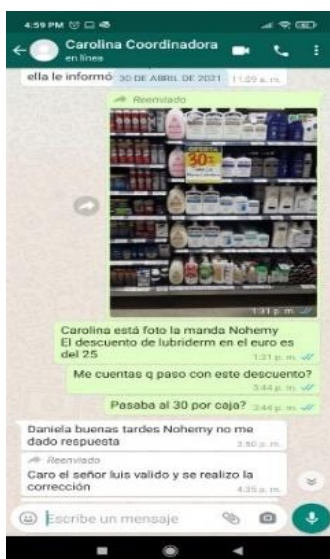 4:59 PM
Carolina Coordinadora
en línea
ella le informó
30 DE ABRIL DE 2021
11:09 a. m.
Reenviado
OFERTA
30%
1:31 p. m.
Carolina está foto la manda Nohemy
El descuento de lubriderm en el euro es
del 25
1:31 p. m.
Me cuentas q paso con este descuento?
3:44 p. m.
Pasaba al 30 por caja?
3:44 p. m.
Daniela buenas tardes Nohemy no me
dado respuesta
3:50 p. m.
Reenviado
Caro el señor luis valido y se realizo la
corrección
4:35 p. m.
Escribe un mensaje